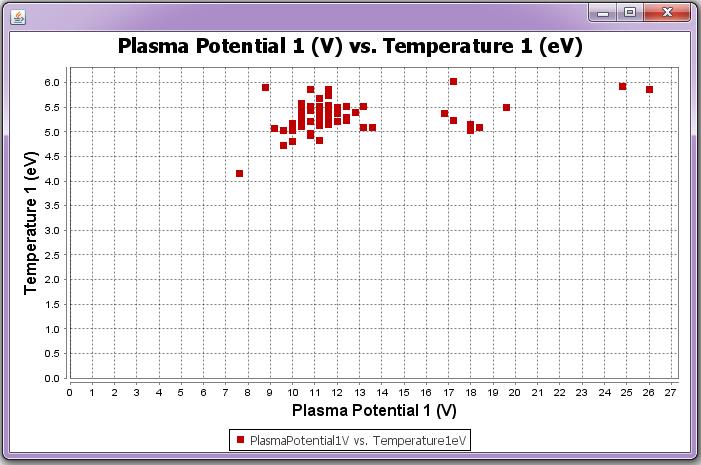 Plasma Potential 1 (V) vs. Temperature 1 (eV)
6.0
5.5
5.0
4.5
4.0
3.5
3.0
2.5
2.0
1.5
1.0
0.5
0.0
Temperature 1 (eV)
0 1 2 3 4 5 6 7 8 9 10 11 12 13 14 15 16 17 18 19 20 21 22 23 24 25 26 27
Plasma Potential 1 (V)
PlasmaPotential1V vs. Temperature1eV